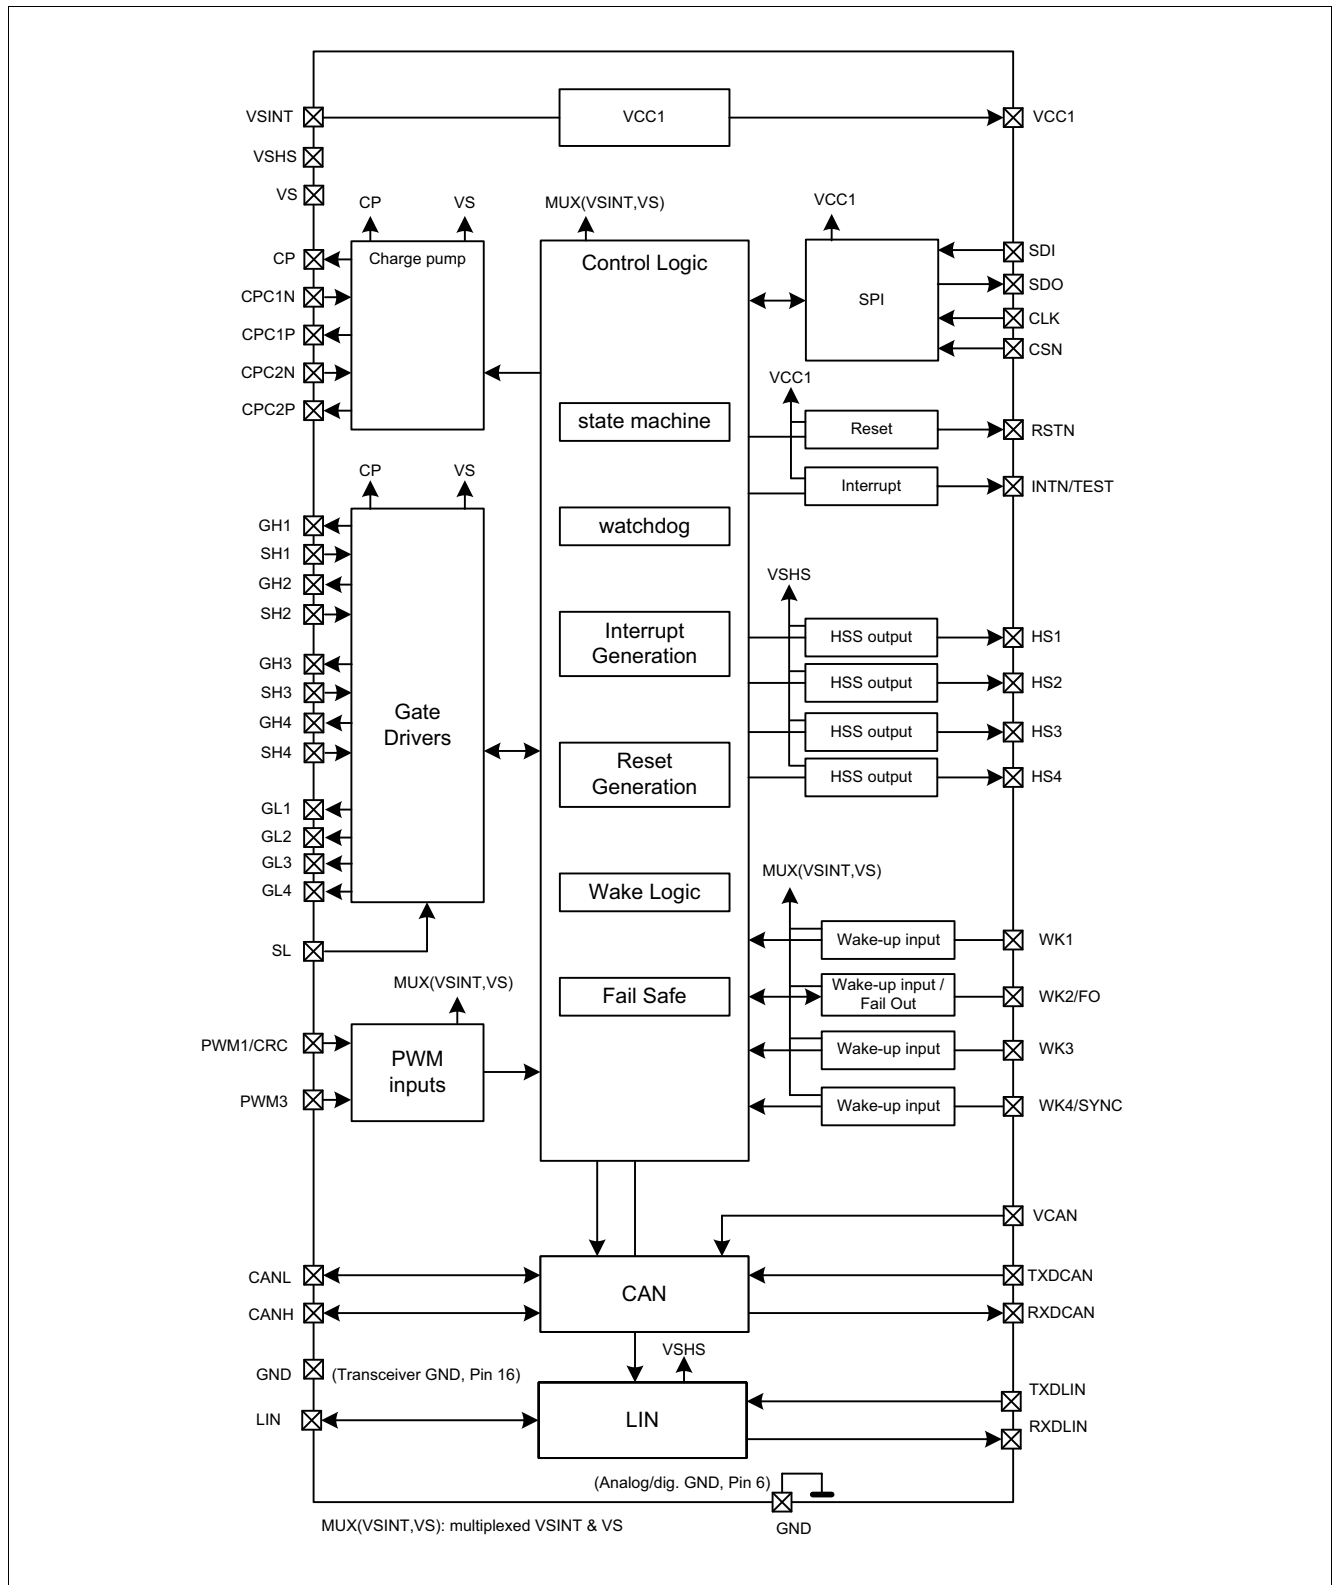 VSINT
VCC1
VCC1
VSHS
VS
CP
VS
MUX(VSINT,VS)
VCC1
CP
Charge pump
Control Logic
SDI
CPC1N
SPI
SDO
CPC1P
CLK
CSN
CPC2N
VCC1
CPC2P
state machine
Reset
RSTN
CP
VS
Interrupt
INTN/TEST
GH1
watchdog
SH1
GH2
VSHS
SH2
Interrupt
Generation
HSS output
HS1
GH3
HSS output
HS2
SH3
GH4
Gate
Drivers
HSS output
HS3
SH4
Reset
Generation
HSS output
HS4
GL1
GL2
GL3
MUX(VSINT,VS)
GL4
Wake Logic
SL
Wake-up input
WK1
MUX(VSINT,VS)
Fail Safe
Wake-up input /
Fail Out
WK2/FO
PWM1/CRC
PWM
inputs
Wake-up input
WK3
PWM3
Wake-up input
WK4/SYNC
VCAN
CANL
CAN
TXDCAN
CANH
RXDCAN
VSHS
GND
(Transceiver GND, Pin 16)
TXDLIN
LIN
LIN
RXDLIN
(Analog/dig. GND, Pin 6)
MUX(VSINT,VS): multiplexed VSINT & VS
GND